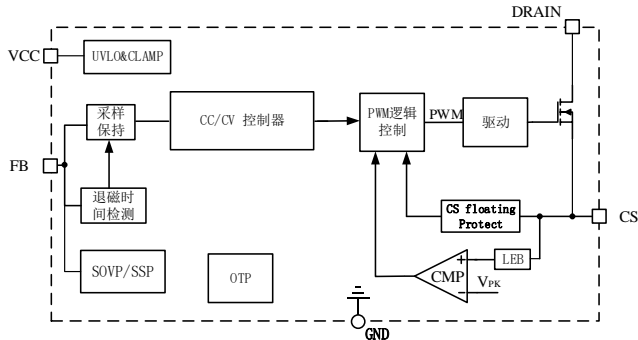 DRAIN
VCC
UVLO&CLAMP
采样
保持
CC/CV 控制器
PWM逻辑
控制
PWM
驱动
FB
退磁时
间检测
CS floating
Protect
CS
SOVP/SSP
OTP
CMP
+
−
LEB
VPK
GND